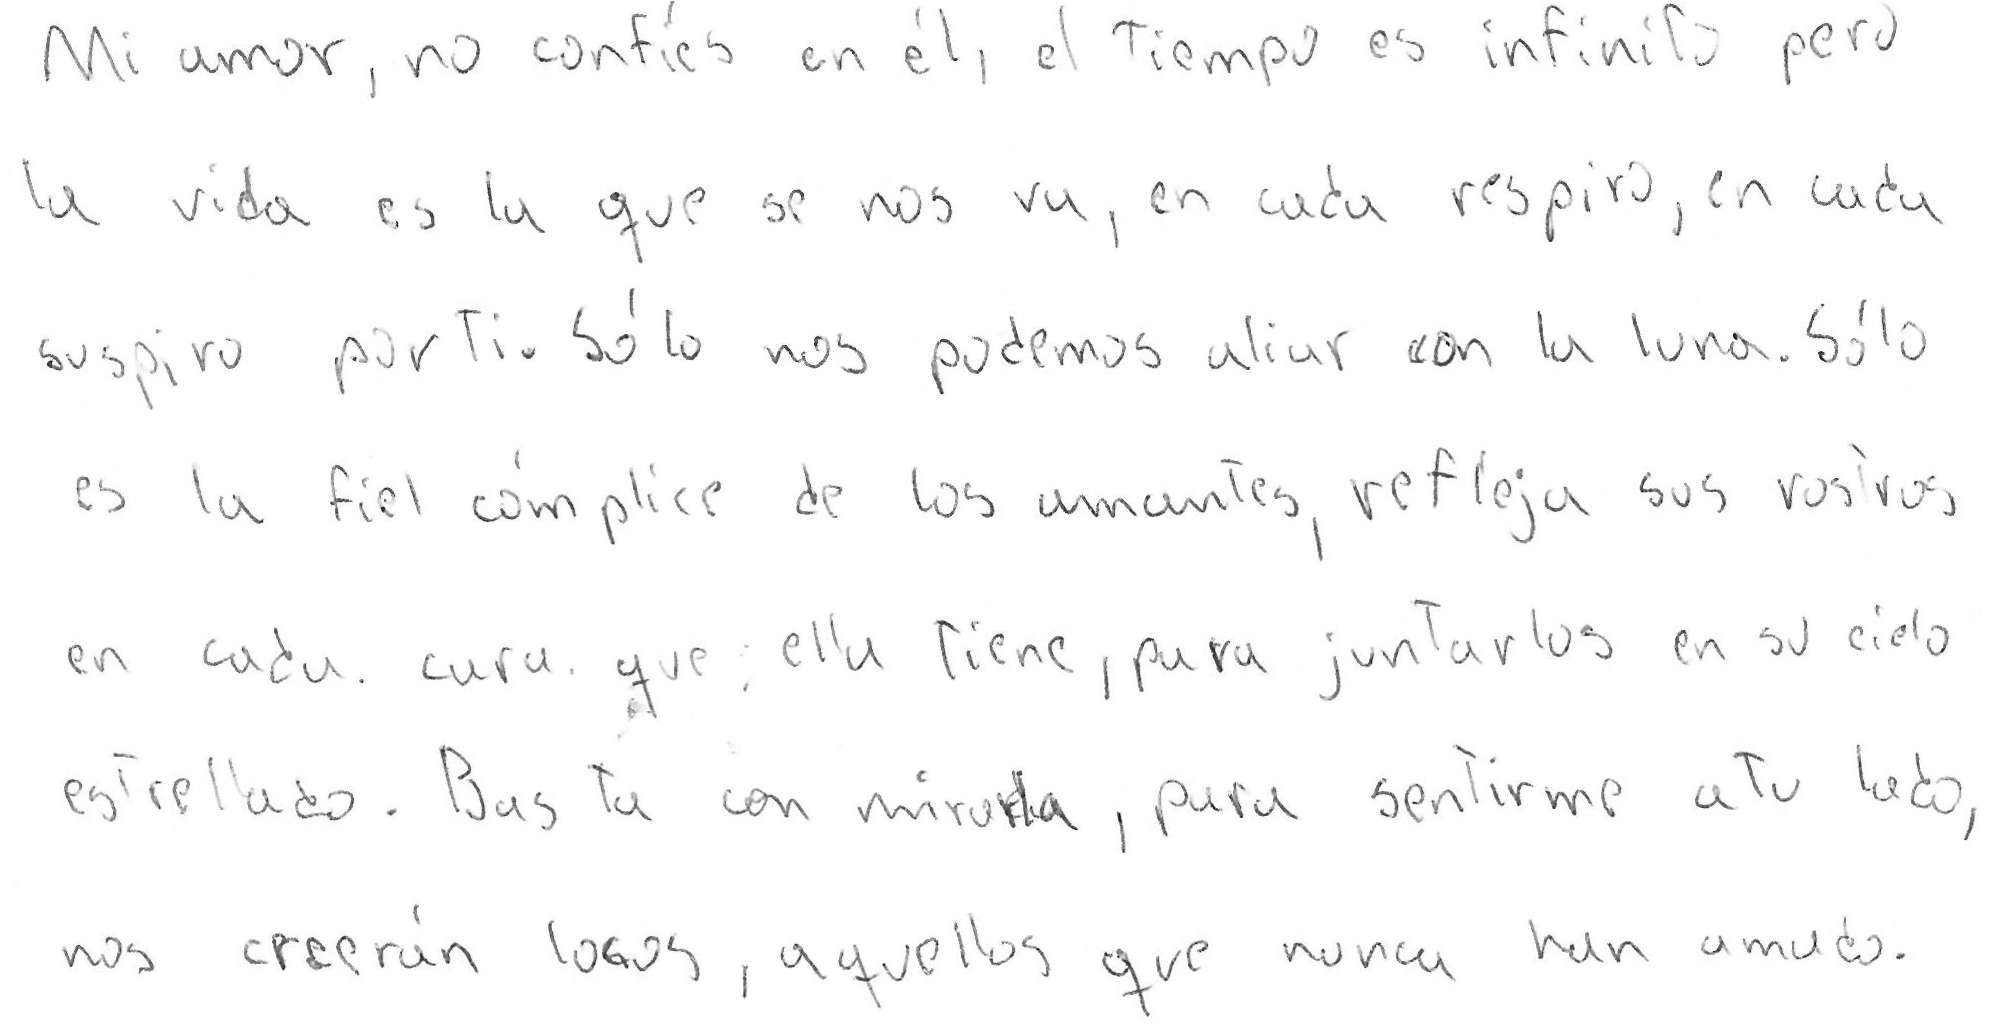 Mi amor, no confíes en él, el tiempo es infinito pero
la vida es la que se nos va, en cada respiro, en cada
suspiro por ti. Sólo nos podemos aliar con la luna. Sólo
es la fiel cómplice de los amantes, refleja sus rostros
en cada cara que ella tiene, para juntarlos en su cielo
estrellado. Basta con mirarla, para sentirme a tu lado,
nos creerán locos, aquellos que nunca han amado.